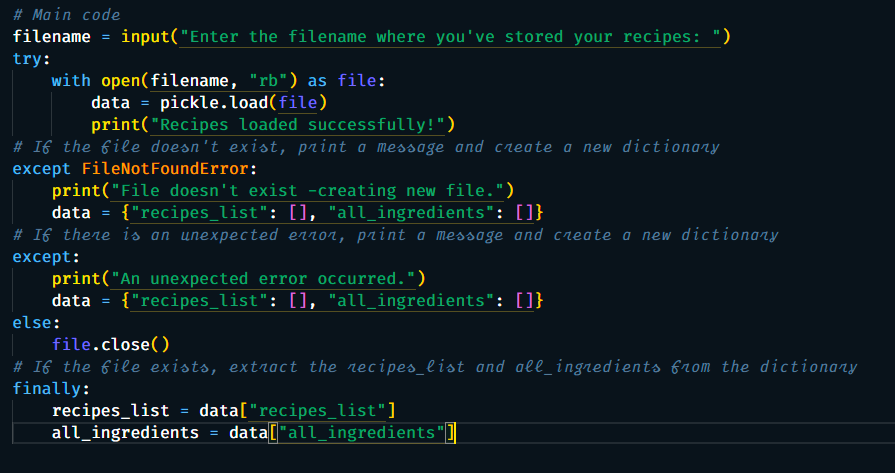 # Main code
filename = input("Enter the filename where you've stored your recipes: ")
try:
    with open(filename, "rb") as file:
        data = pickle.load(file)
        print("Recipes loaded successfully!")
# If the file doesn't exist, print a message and create a new dictionary
except FileNotFoundError:
    print("File doesn't exist -creating new file.")
    data = {"recipes_list": [], "all_ingredients": []}
# If there is an unexpected error, print a message and create a new dictionary
except:
    print("An unexpected error occurred.")
    data = {"recipes_list": [], "all_ingredients": []}
else:
    file.close()
# If the file exists, extract the recipes_list and all_ingredients from the dictionary
finally:
    recipes_list = data["recipes_list"]
    all_ingredients = data["all_ingredients"]